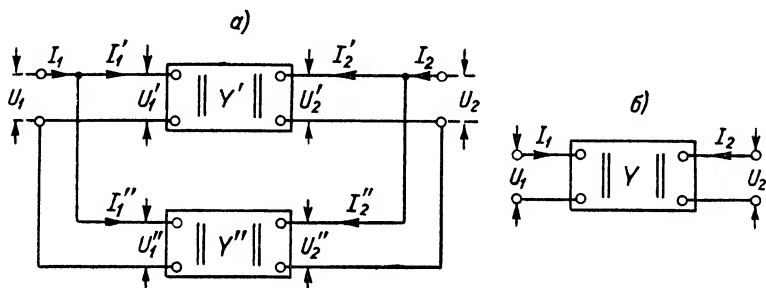 а)
I₁ I₁′ I₂′ I₂
U₁ U₁′ ‖ Y′ ‖ U₂′ U₂
I₁″ I₂″
U₁″ ‖ Y″ ‖ U₂″
б)
I₁ I₂
U₁ ‖ Y ‖ U₂